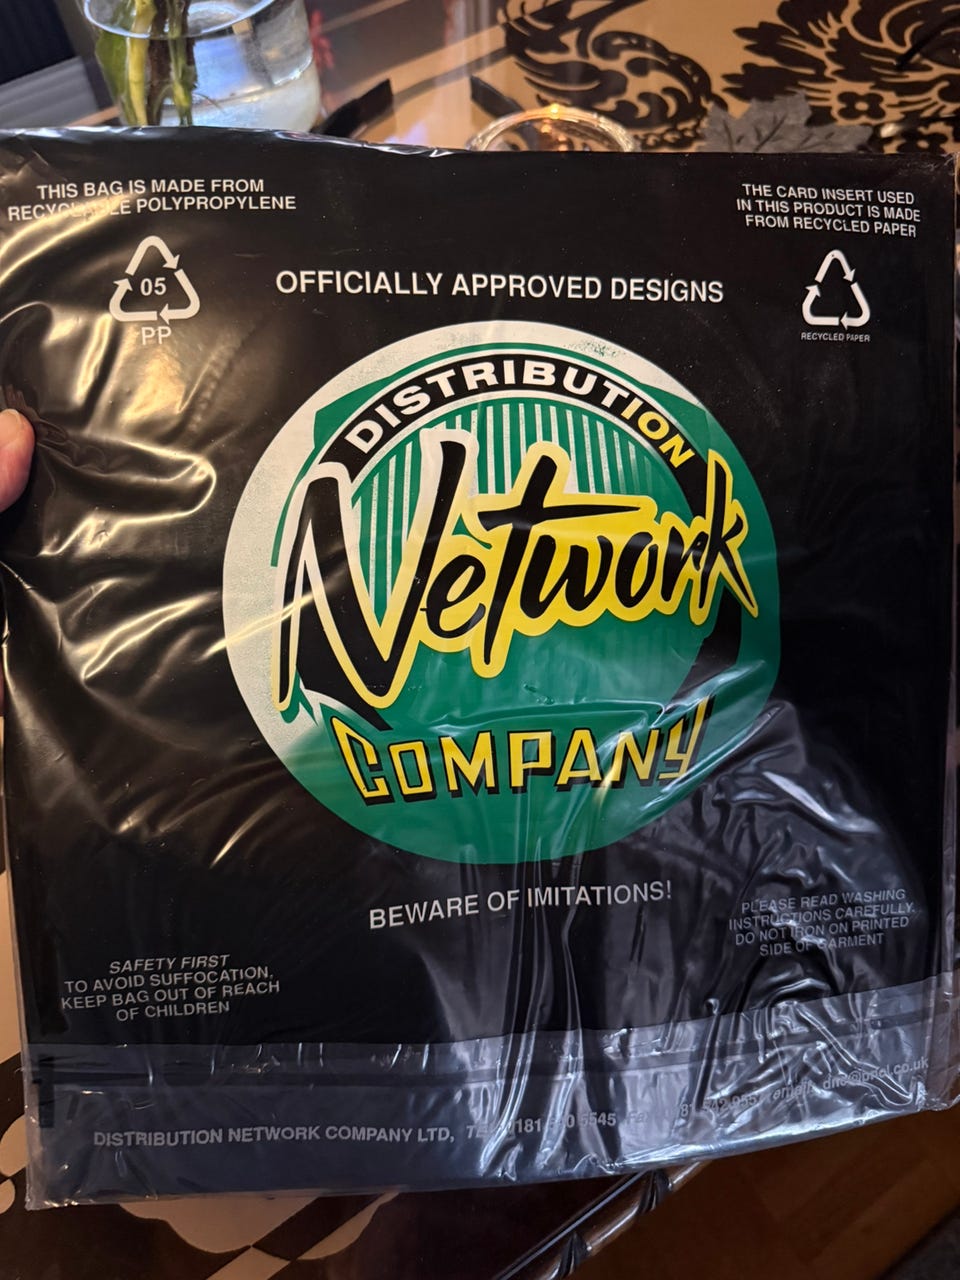 THIS BAG IS MADE FROM
RECYCLABLE POLYPROPYLENE
05
PP
THE CARD INSERT USED
IN THIS PRODUCT IS MADE
FROM RECYCLED PAPER
RECYCLED PAPER
OFFICIALLY APPROVED DESIGNS
DISTRIBUTION
Network
COMPANY
BEWARE OF IMITATIONS!
PLEASE READ WASHING
INSTRUCTIONS CAREFULLY.
DO NOT IRON ON PRINTED
SIDE OF GARMENT
SAFETY FIRST
TO AVOID SUFFOCATION,
KEEP BAG OUT OF REACH
OF CHILDREN
DISTRIBUTION NETWORK COMPANY LTD, 5545 email: